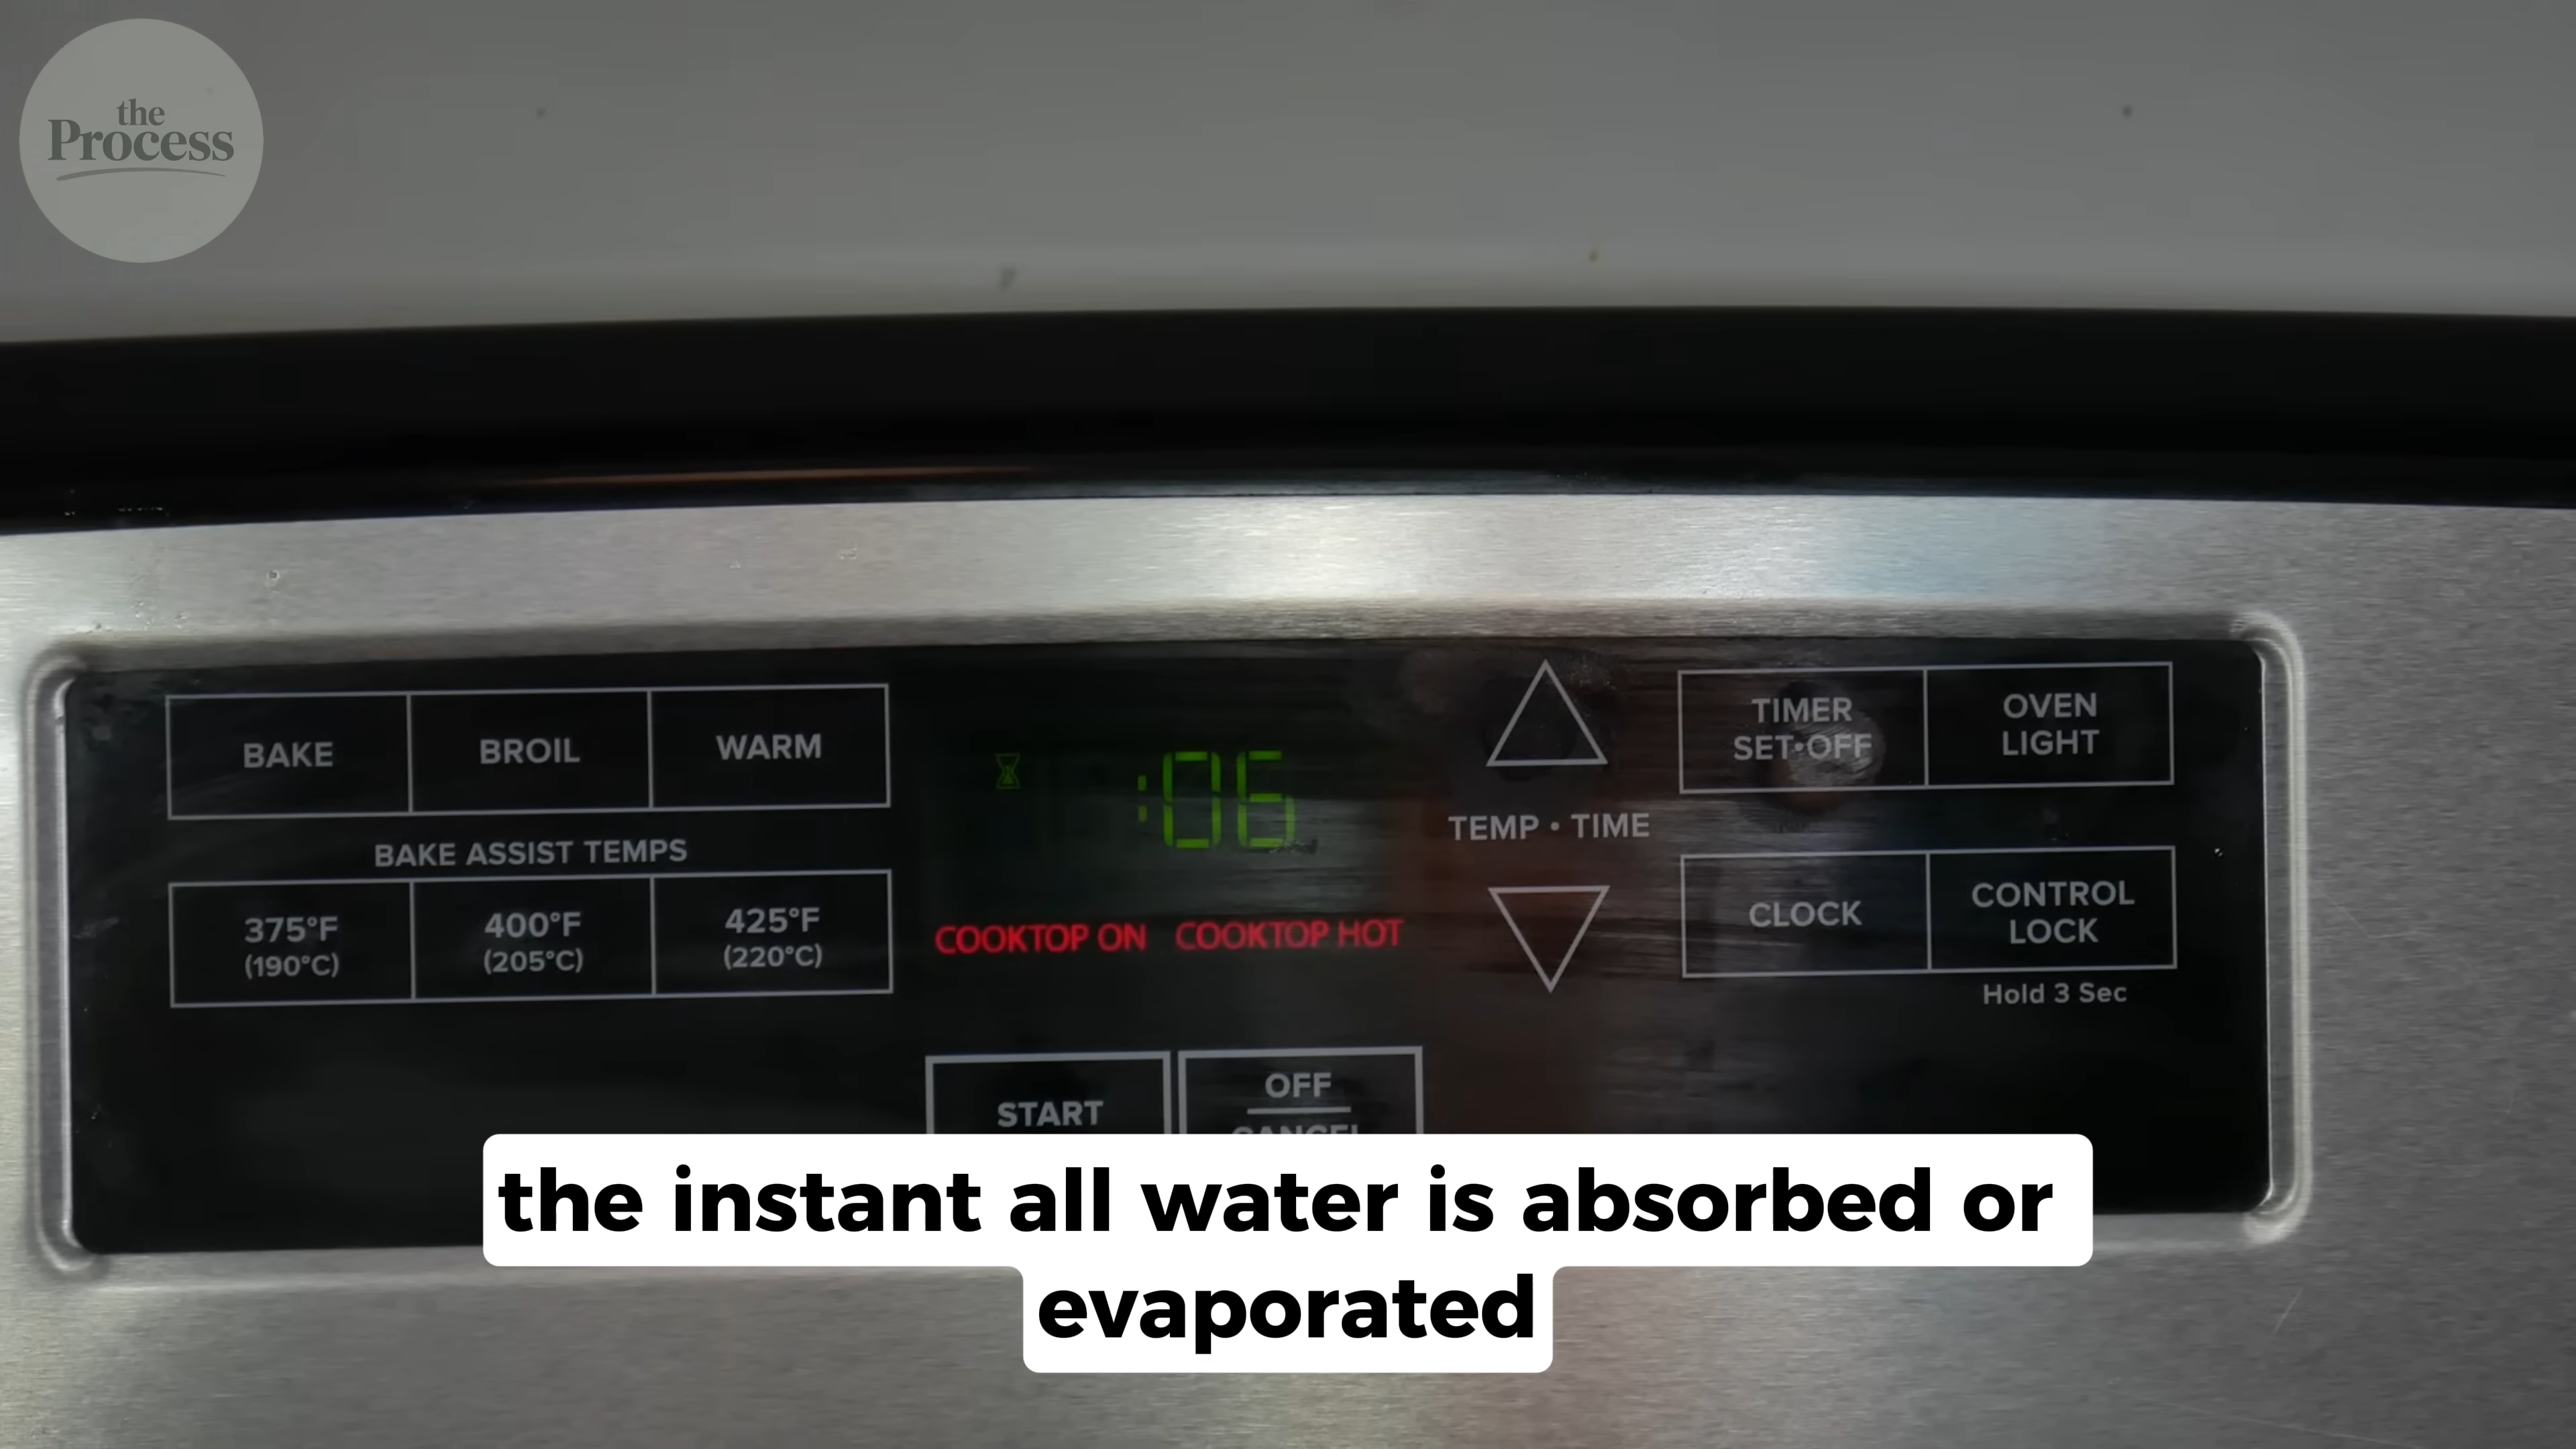 the
Process
BAKE
BROIL
WARM
BAKE ASSIST TEMPS
375°F
(190°C)
400°F
(205°C)
425°F
(220°C)
:06
COOKTOP ON COOKTOP HOT
TEMP • TIME
TIMER
SET•OFF
OVEN
LIGHT
CLOCK
CONTROL
LOCK
Hold 3 Sec
START
OFF
CANCEL
the instant all water is absorbed or
evaporated